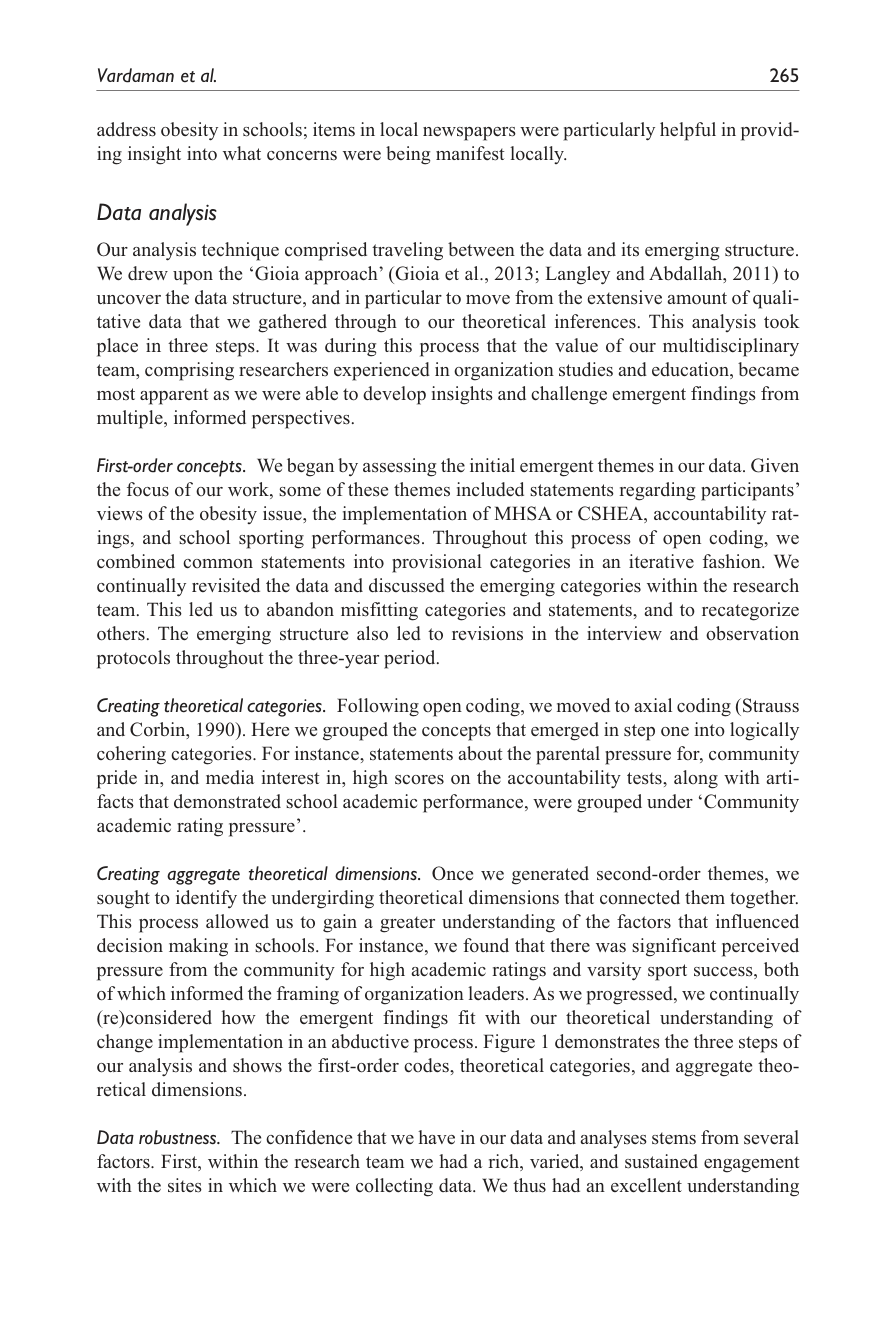 Vardaman et al. 265
address obesity in schools; items in local newspapers were particularly helpful in provid-
ing insight into what concerns were being manifest locally.
Data analysis
Our analysis technique comprised traveling between the data and its emerging structure.
We drew upon the ‘Gioia approach’ (Gioia et al., 2013; Langley and Abdallah, 2011) to
uncover the data structure, and in particular to move from the extensive amount of quali-
tative data that we gathered through to our theoretical inferences. This analysis took
place in three steps. It was during this process that the value of our multidisciplinary
team, comprising researchers experienced in organization studies and education, became
most apparent as we were able to develop insights and challenge emergent findings from
multiple, informed perspectives.
First-order concepts. We began by assessing the initial emergent themes in our data. Given
the focus of our work, some of these themes included statements regarding participants’
views of the obesity issue, the implementation of MHSA or CSHEA, accountability rat-
ings, and school sporting performances. Throughout this process of open coding, we
combined common statements into provisional categories in an iterative fashion. We
continually revisited the data and discussed the emerging categories within the research
team. This led us to abandon misfitting categories and statements, and to recategorize
others. The emerging structure also led to revisions in the interview and observation
protocols throughout the three-year period.
Creating theoretical categories. Following open coding, we moved to axial coding (Strauss
and Corbin, 1990). Here we grouped the concepts that emerged in step one into logically
cohering categories. For instance, statements about the parental pressure for, community
pride in, and media interest in, high scores on the accountability tests, along with arti-
facts that demonstrated school academic performance, were grouped under ‘Community
academic rating pressure’.
Creating aggregate theoretical dimensions. Once we generated second-order themes, we
sought to identify the undergirding theoretical dimensions that connected them together.
This process allowed us to gain a greater understanding of the factors that influenced
decision making in schools. For instance, we found that there was significant perceived
pressure from the community for high academic ratings and varsity sport success, both
of which informed the framing of organization leaders. As we progressed, we continually
(re)considered how the emergent findings fit with our theoretical understanding of
change implementation in an abductive process. Figure 1 demonstrates the three steps of
our analysis and shows the first-order codes, theoretical categories, and aggregate theo-
retical dimensions.
Data robustness. The confidence that we have in our data and analyses stems from several
factors. First, within the research team we had a rich, varied, and sustained engagement
with the sites in which we were collecting data. We thus had an excellent understanding